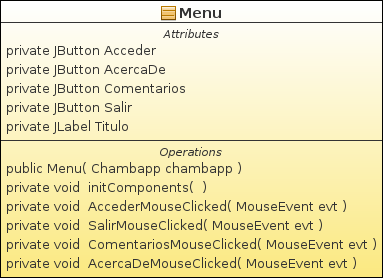 Menu
Attributes
private JButton Acceder
private JButton AcercaDe
private JButton Comentarios
private JButton Salir
private JLabel Titulo
Operations
public Menu( Chambapp chambapp )
private void  initComponents(  )
private void  AccederMouseClicked( MouseEvent evt )
private void  SalirMouseClicked( MouseEvent evt )
private void  ComentariosMouseClicked( MouseEvent evt )
private void  AcercaDeMouseClicked( MouseEvent evt )